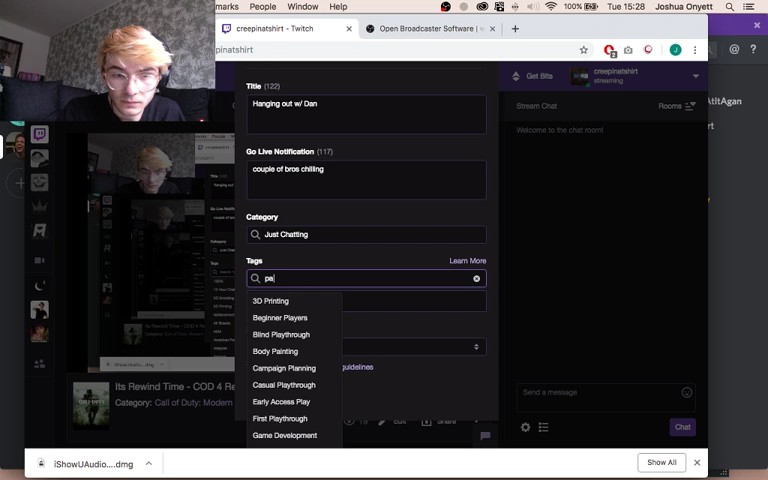 marks People Window Help
100% Tue 15:28 Joshua Onyett
creepinatshirt - Twitch
Open Broadcaster Software |
pinatshirt
Get Bits
creepinatshirt
streaming
Title (122)
Hanging out w/ Dan
Stream Chat
Rooms
Welcome to the chat room!
Go Live Notification (117)
couple of bros chilling
Category
Just Chatting
Tags
Learn More
pa
3D Printing
Beginner Players
Blind Playthrough
Body Painting
Campaign Planning
guidelines
Casual Playthrough
Early Access Play
First Playthrough
Game Development
Its Rewind Time - COD 4 Re
Category: Call of Duty: Modern
Edit
Share
Send a message
Chat
iShowUAudio....dmg
Show All